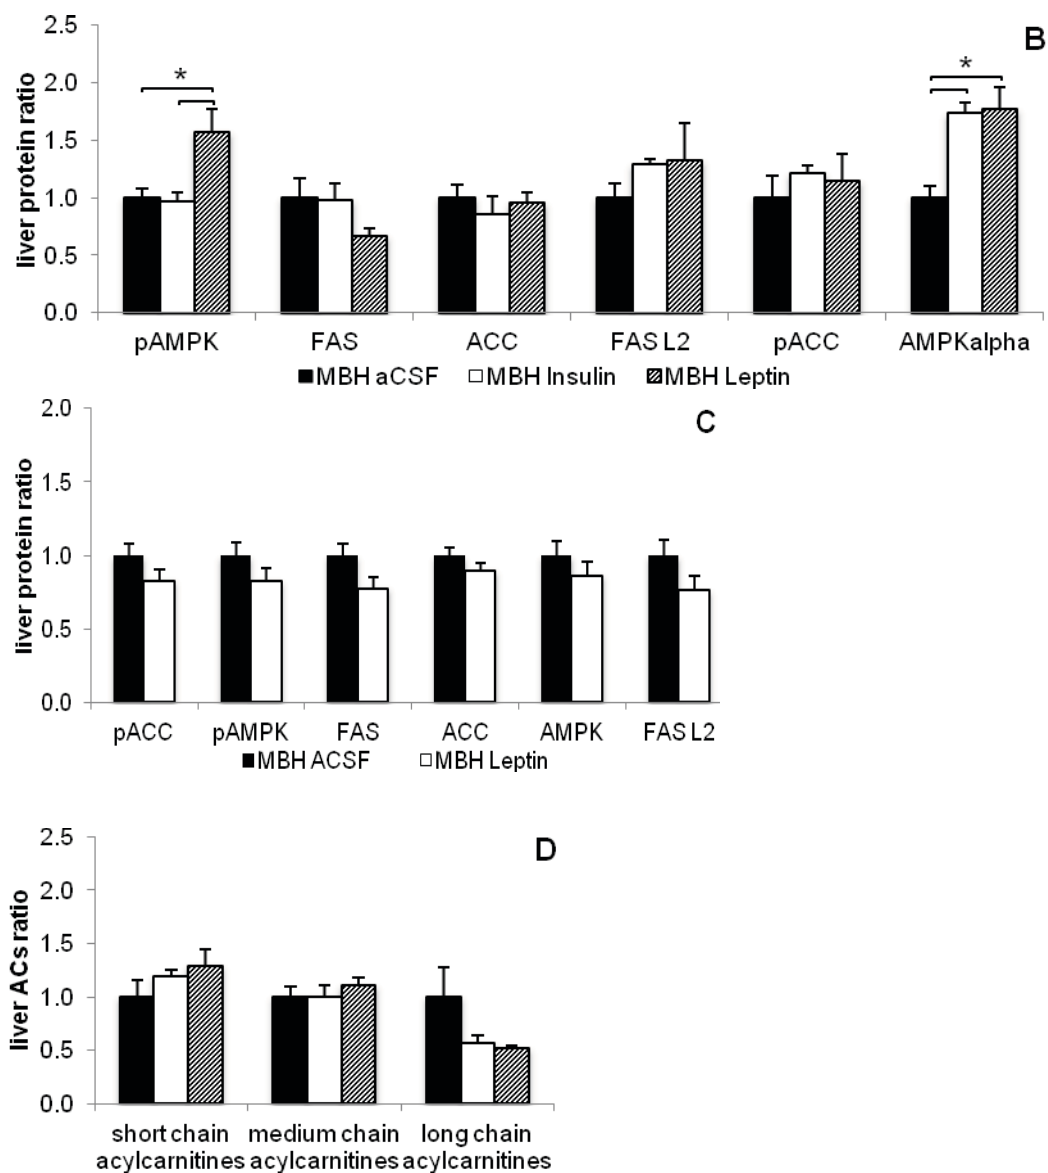 B
2.5
2.0
1.5
1.0
0.5
0.0
liver protein ratio
* *
pAMPK FAS ACC FAS L2 pACC AMPKalpha
MBH aCSF MBH Insulin MBH Leptin
C
2.0
1.5
1.0
0.5
0.0
liver protein ratio
pACC pAMPK FAS ACC AMPK FAS L2
MBH ACSF MBH Leptin
D
2.5
2.0
1.5
1.0
0.5
0.0
liver ACs ratio
short chain medium chain long chain
acylcarnitines acylcarnitines acylcarnitines